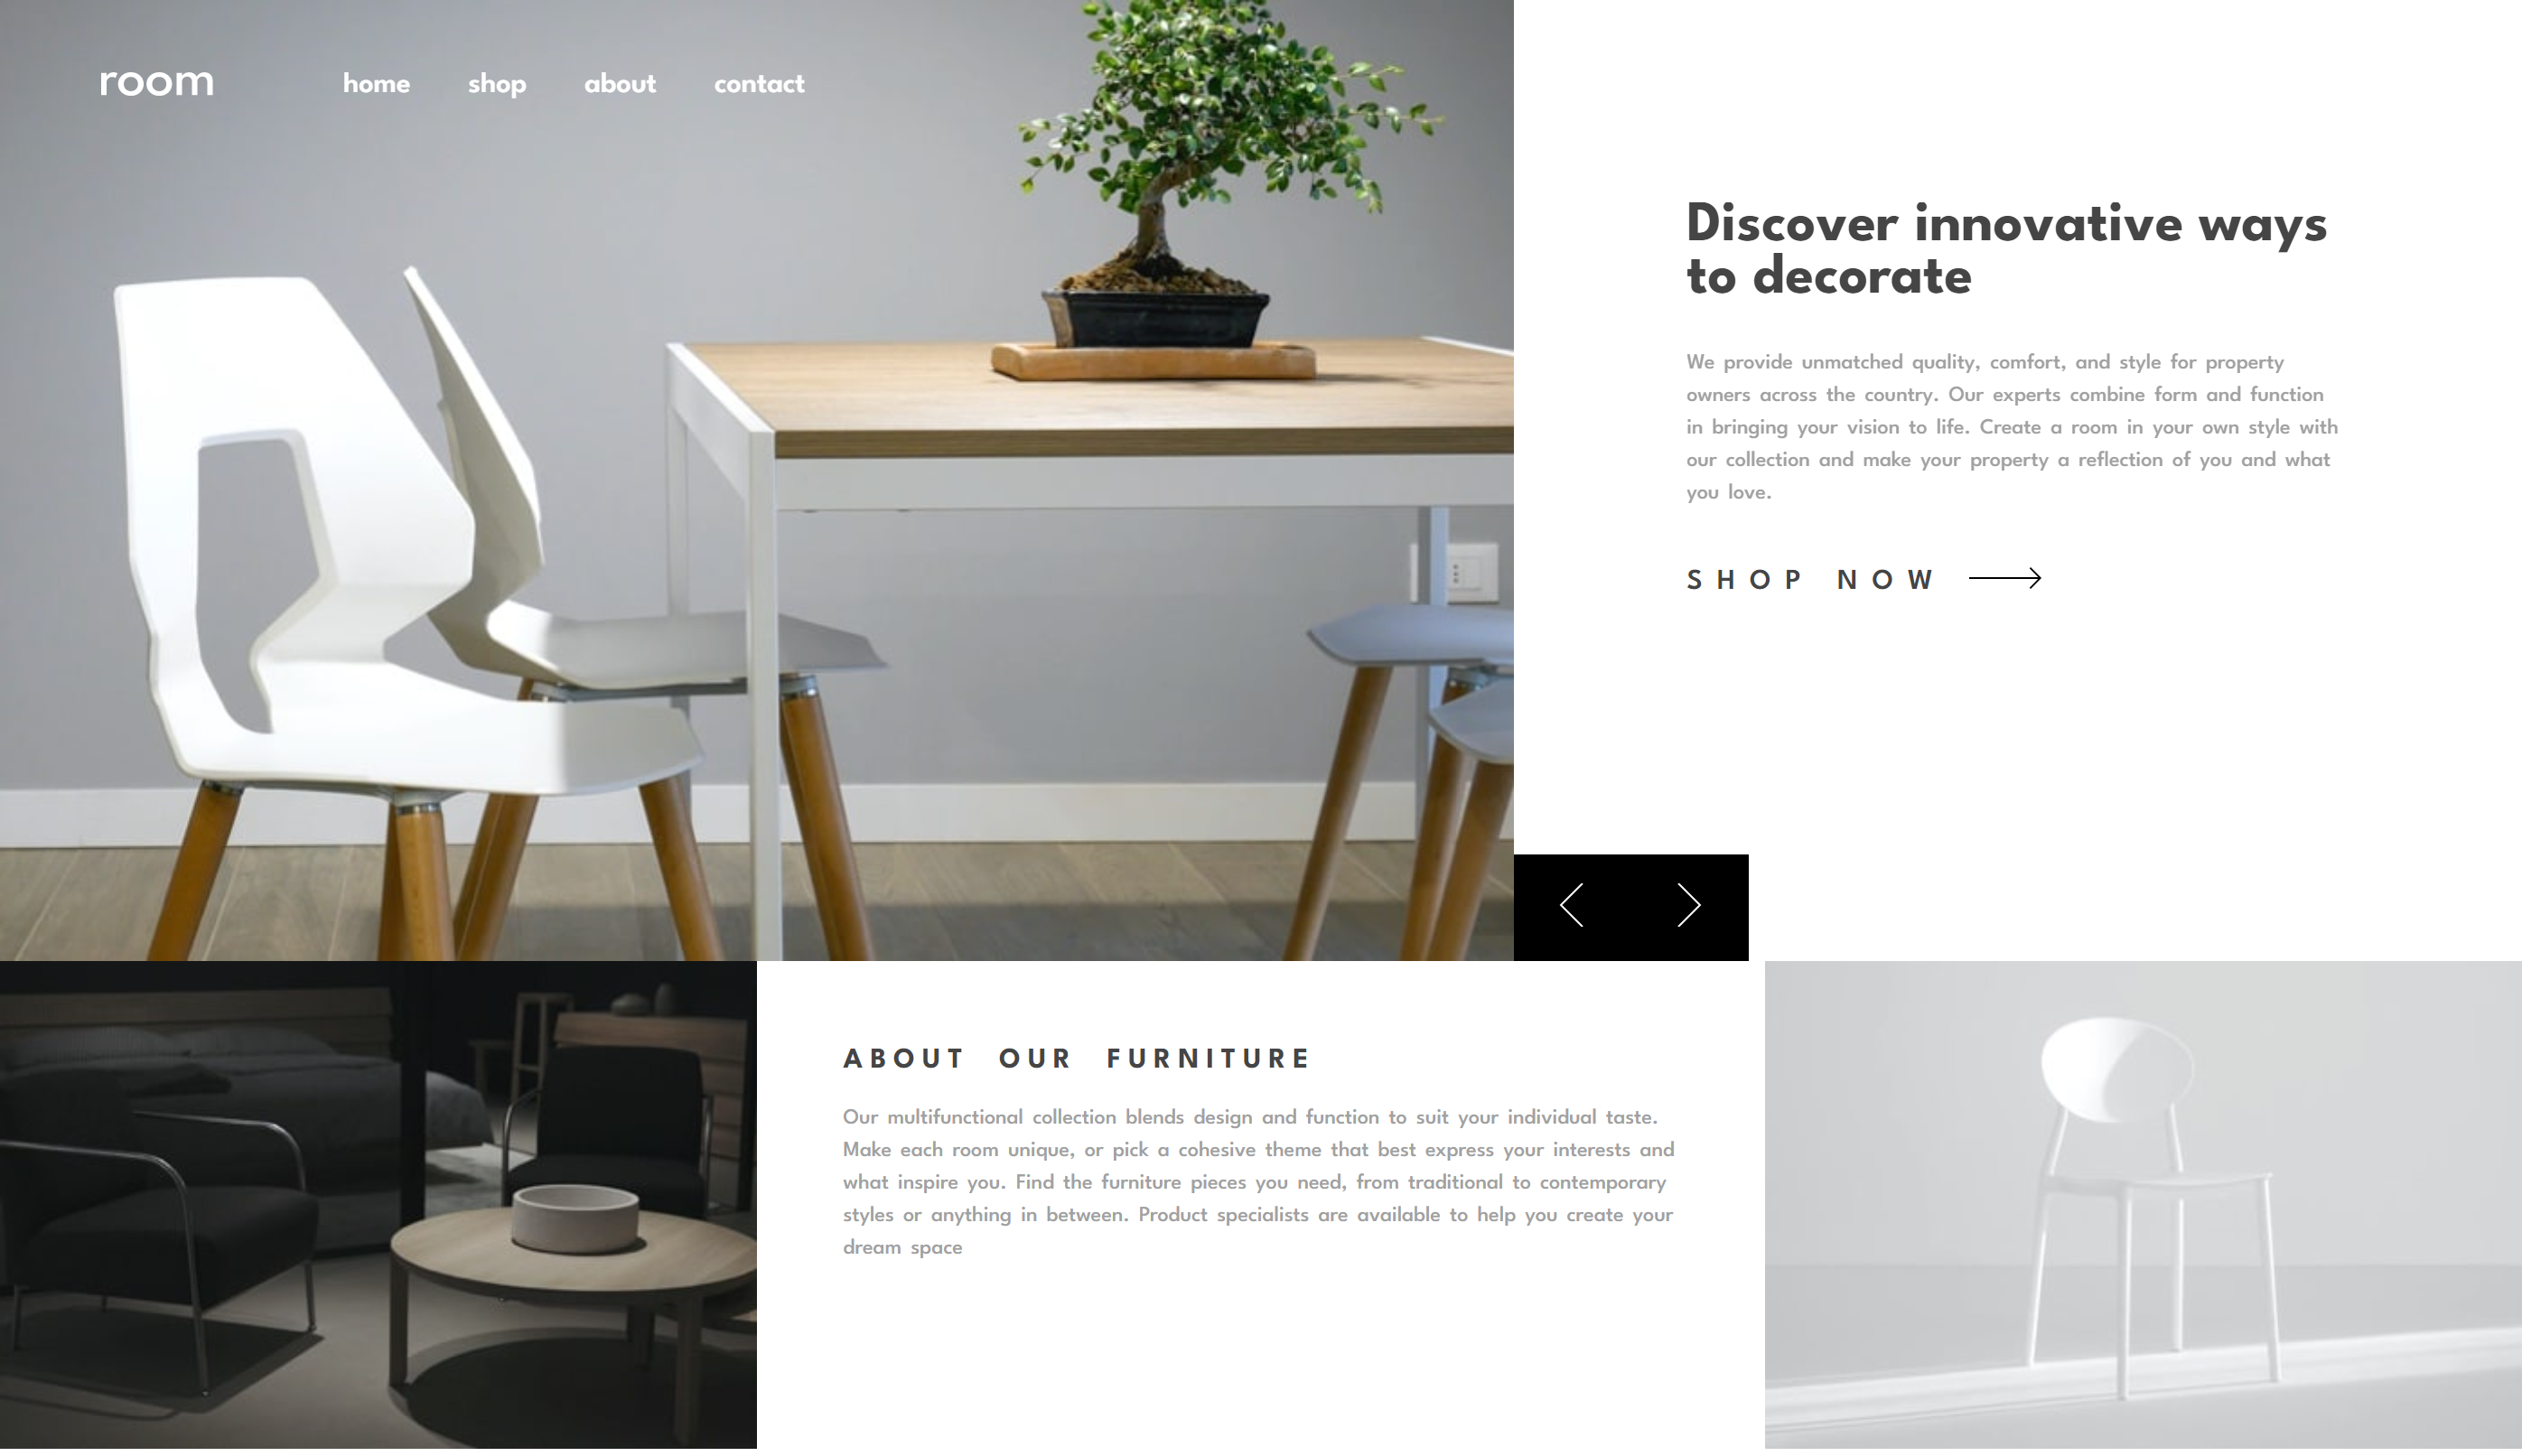 room
home shop about contact
Discover innovative ways
to decorate
We provide unmatched quality, comfort, and style for property
owners across the country. Our experts combine form and function
in bringing your vision to life. Create a room in your own style with
our collection and make your property a reflection of you and what
you love.
SHOP NOW
ABOUT OUR FURNITURE
Our multifunctional collection blends design and function to suit your individual taste.
Make each room unique, or pick a cohesive theme that best express your interests and
what inspire you. Find the furniture pieces you need, from traditional to contemporary
styles or anything in between. Product specialists are available to help you create your
dream space